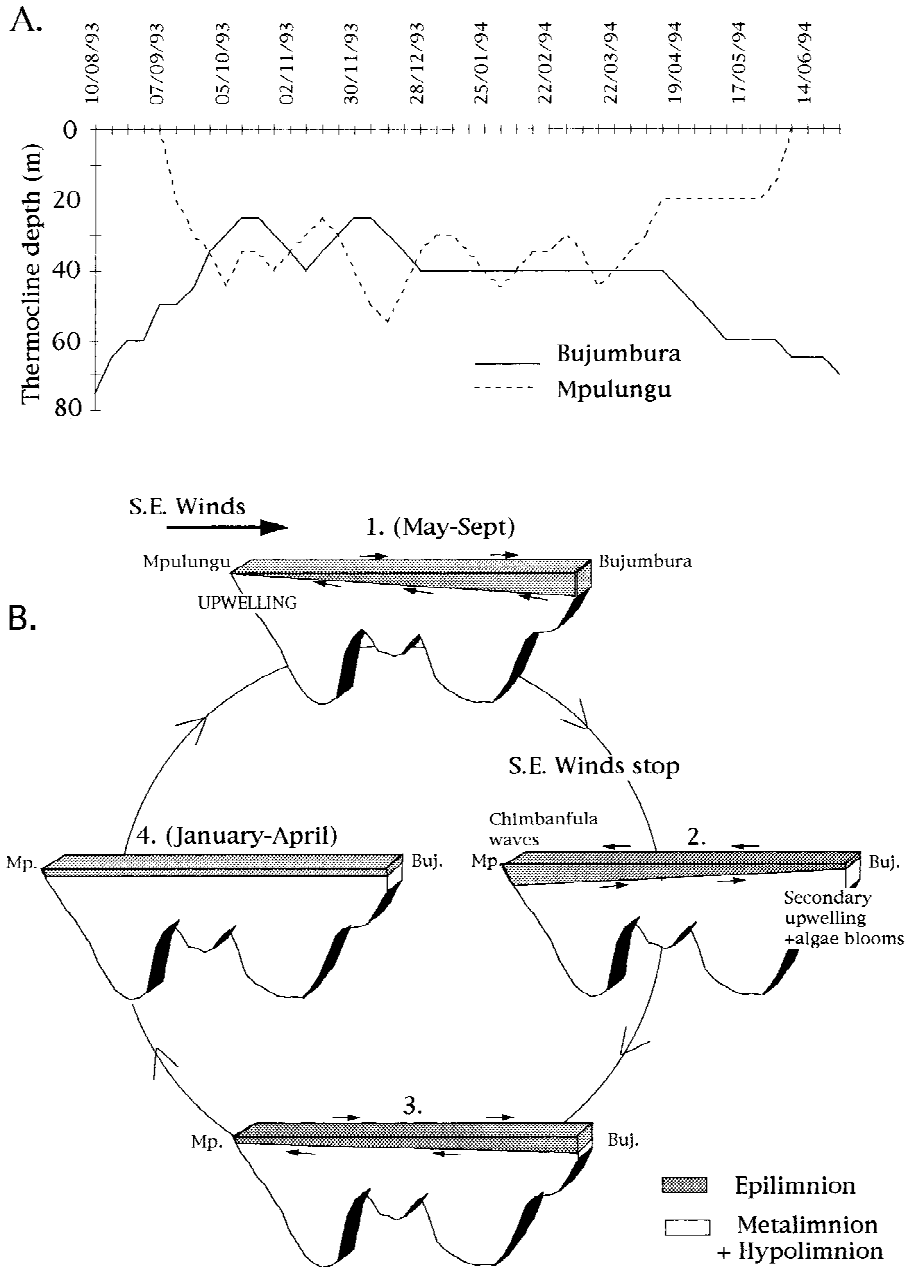 A.
10/08/93
07/09/93
05/10/93
02/11/93
30/11/93
28/12/93
25/01/94
22/02/94
22/03/94
19/04/94
17/05/94
14/06/94
Thermocline depth (m)
0
20
40
60
80
Bujumbura
Mpulungu
B.
S.E. Winds
1. (May-Sept)
Mpulungu
Bujumbura
UPWELLING
S.E. Winds stop
Chimbanfula
waves
2.
Mp.
Buj.
Secondary
upwelling
+algae blooms
4. (January-April)
Mp.
Buj.
3.
Mp.
Buj.
Epilimnion
Metalimnion
+ Hypolimnion